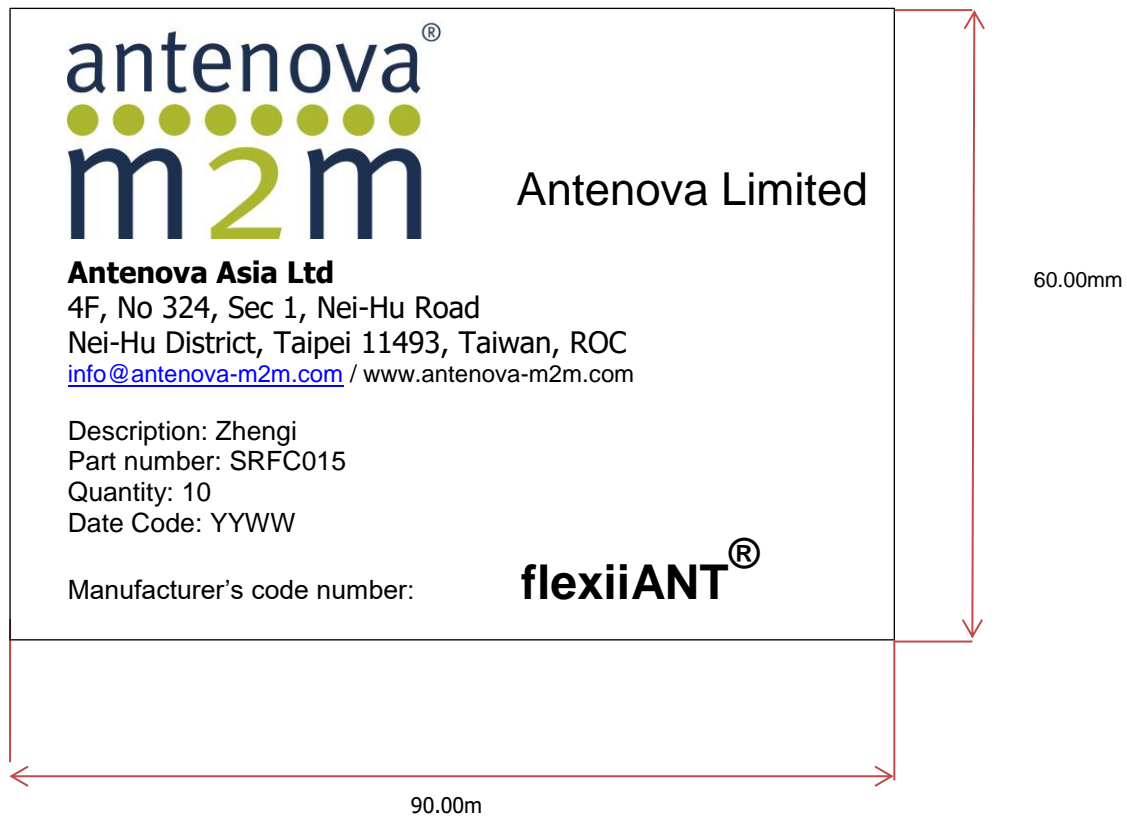 antenova®
m2m
Antenova Limited
Antenova Asia Ltd
4F, No 324, Sec 1, Nei-Hu Road
Nei-Hu District, Taipei 11493, Taiwan, ROC
info@antenova-m2m.com / www.antenova-m2m.com
Description: Zhengi
Part number: SRFC015
Quantity: 10
Date Code: YYWW
Manufacturer’s code number: flexiiANT®
60.00mm
90.00m